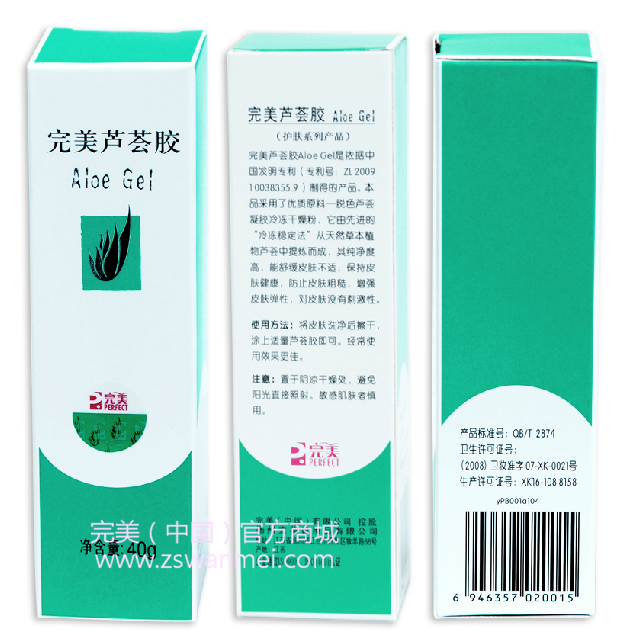 完美芦荟胶
Aloe Gel
完美
PERFECT
净含量:40g
完美芦荟胶 Aloe Gel
(护肤系列产品)
完美芦荟胶Aloe Gel是依据中
国发明专利(专利号:ZL2009
10038355.9)制得的产品。本
品采用了优质原料—脱色芦荟
凝胶冷冻干燥粉,它由先进的
“冷冻稳定法”从天然草本植
物芦荟中提炼而成,其纯净度
高,能舒缓皮肤不适,保持皮
肤健康,防止皮肤粗糙,增强
皮肤弹性,对皮肤没有刺激性。
使用方法:将皮肤洗净后擦干,
涂上适量芦荟胶即可。经常使
用效果更佳。
注意:置于阴凉干燥处,避免
阳光直接照射。敏感肌肤者慎
用。
完美
PERFECT
完美(中国)有限公司 控股
产品标准号:QB/T 2874
卫生许可证号:
(2008)卫妆准字07-XK-0021号
生产许可证号:XK16-108 8158
6 946357 020015
完美(中国)官方商城
www.zswanmei.com